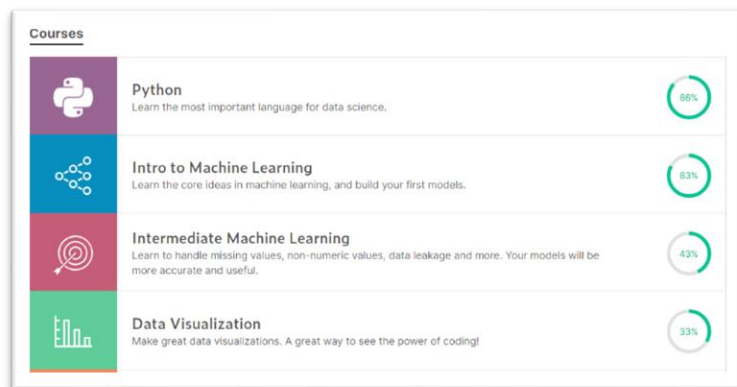 Courses
Python
Learn the most important language for data science.
86%
Intro to Machine Learning
Learn the core ideas in machine learning, and build your first models.
83%
Intermediate Machine Learning
Learn to handle missing values, non-numeric values, data leakage and more. Your models will be
more accurate and useful.
43%
Data Visualization
Make great data visualizations. A great way to see the power of coding!
33%